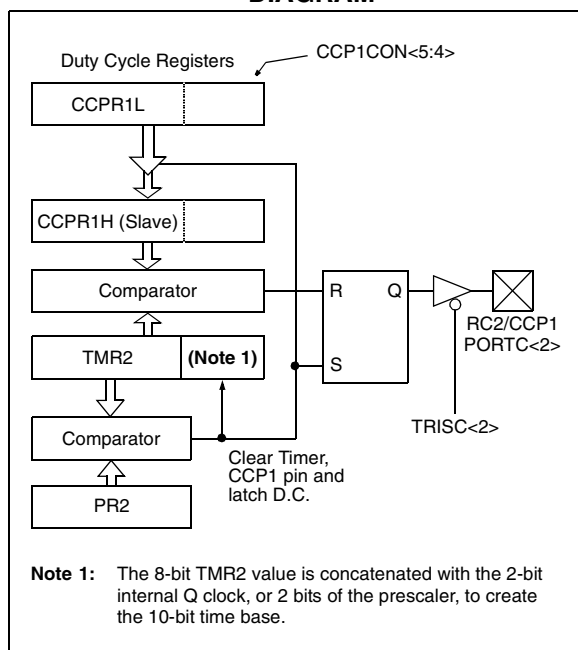 DIAGRAM
Duty Cycle Registers
CCP1CON<5:4>
CCPR1L
CCPR1H (Slave)
Comparator
R Q
RC2/CCP1
PORTC<2>
TMR2 (Note 1)
S
TRISC<2>
Comparator
Clear Timer,
CCP1 pin and
latch D.C.
PR2
Note 1: The 8-bit TMR2 value is concatenated with the 2-bit
internal Q clock, or 2 bits of the prescaler, to create
the 10-bit time base.